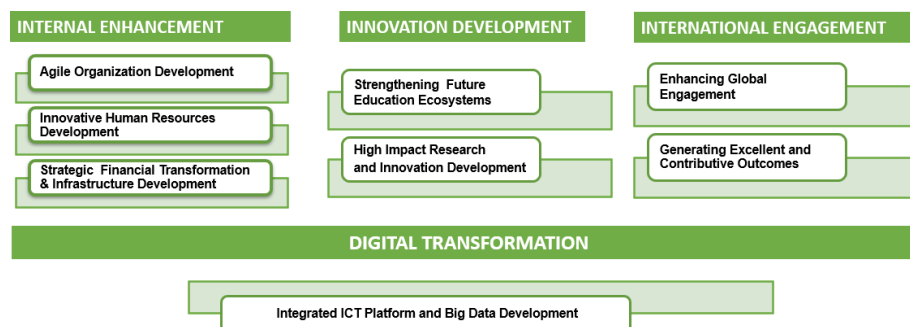 INTERNAL ENHANCEMENT
Agile Organization Development
Innovative Human Resources
Development
Strategic Financial Transformation
& Infrastructure Development
INNOVATION DEVELOPMENT
Strengthening Future
Education Ecosystems
High Impact Research
and Innovation Development
INTERNATIONAL ENGAGEMENT
Enhancing Global
Engagement
Generating Excellent and
Contributive Outcomes
DIGITAL TRANSFORMATION
Integrated ICT Platform and Big Data Development